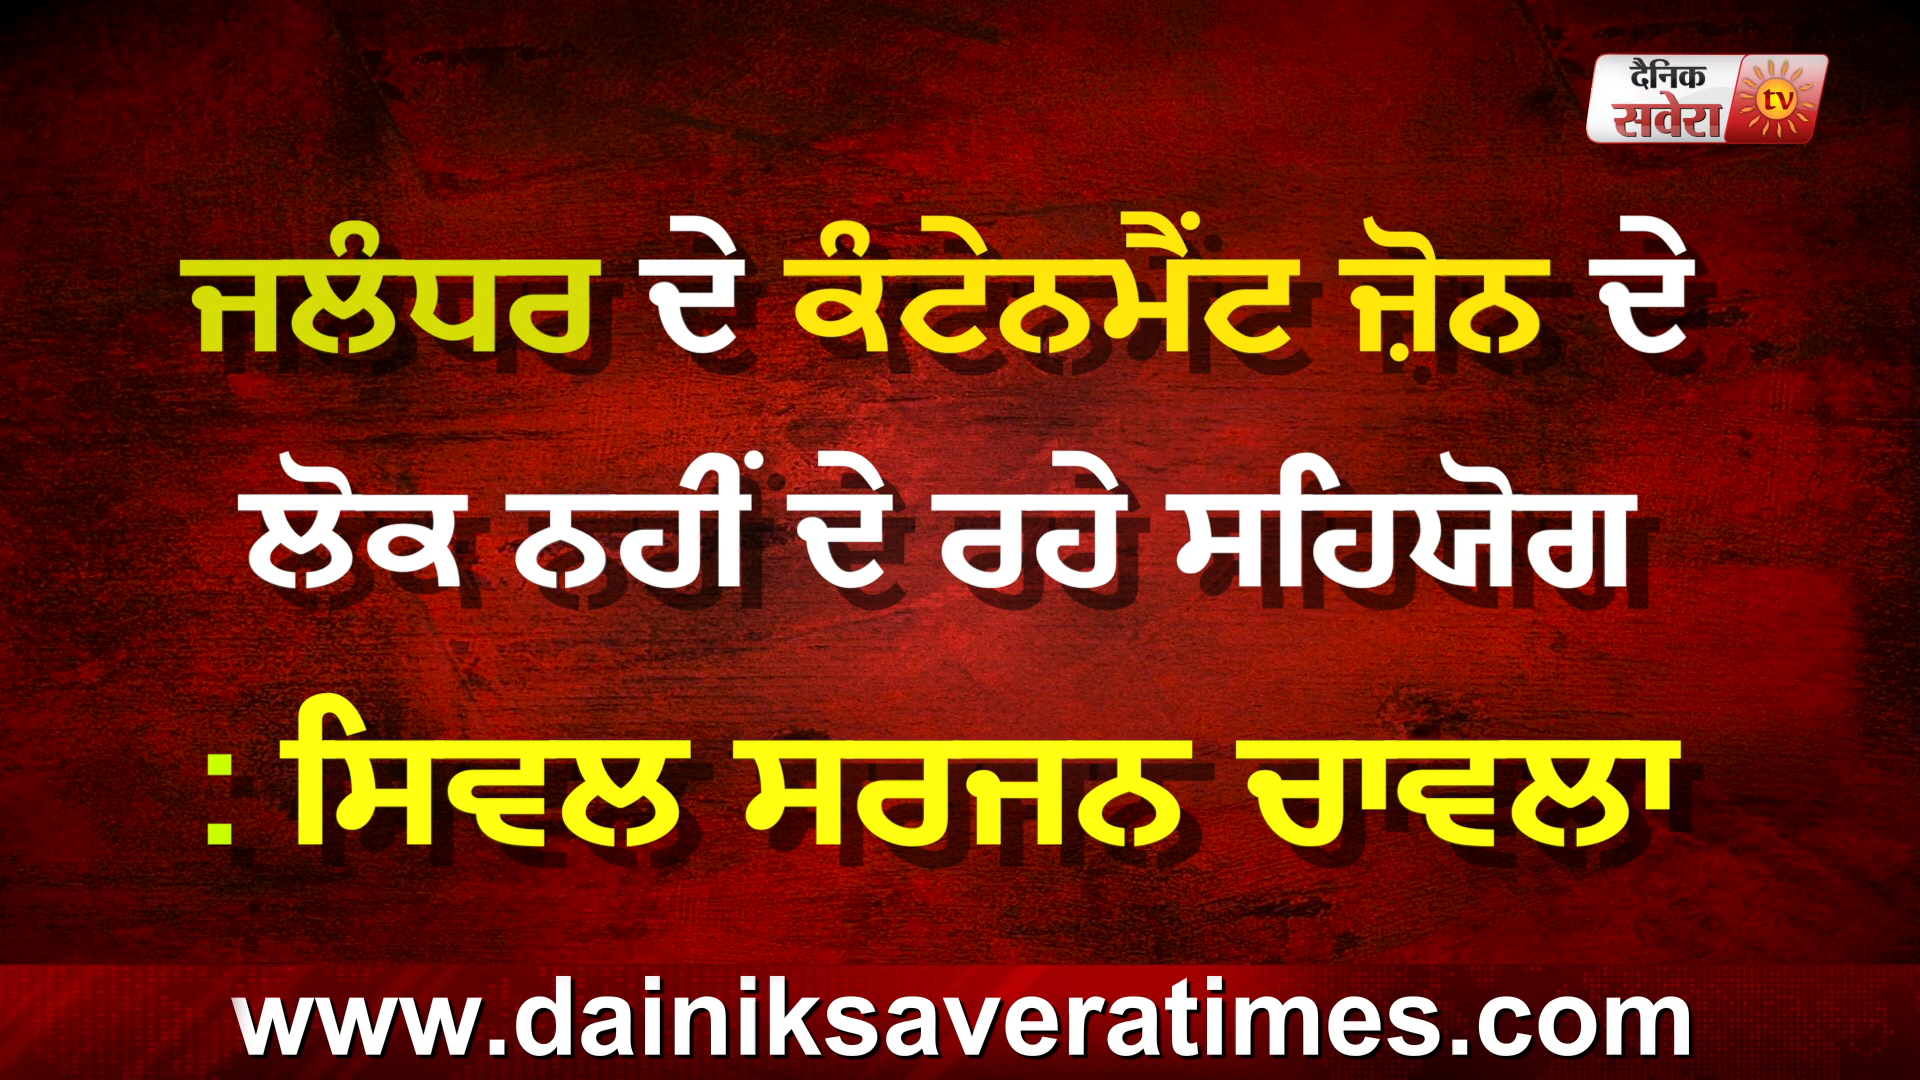 दैनिक
सवेरा tv
ਜਲੰਧਰ ਦੇ ਕੰਟੇਨਮੈਂਟ ਜ਼ੋਨ ਦੇ
ਲੋਕ ਨਹੀਂ ਦੇ ਰਹੇ ਸਹਿਯੋਗ
: ਸਿਵਲ ਸਰਜਨ ਚਾਵਲਾ
www.dainiksaveratimes.com